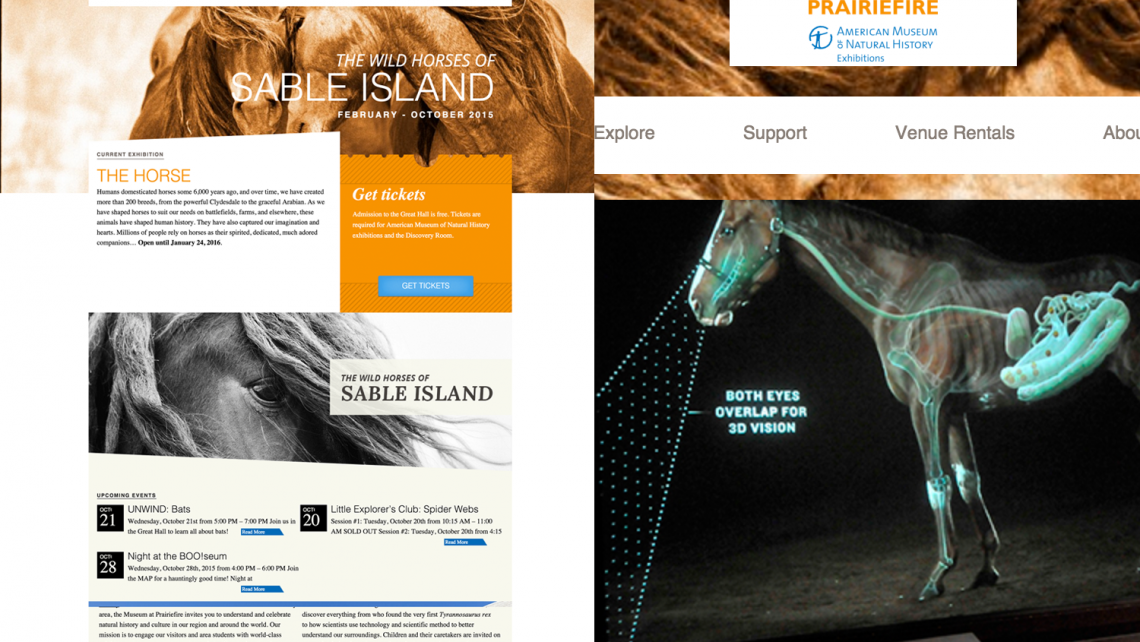 THE WILD HORSES OF
SABLE ISLAND
FEBRUARY - OCTOBER 2015
CURRENT EXHIBITION
THE HORSE
Humans domesticated horses some 6,000 years ago, and over time, we have created
more than 200 breeds, from the powerful Clydesdale to the graceful Arabian. As we
have shaped horses to suit our needs on battlefields, farms, and elsewhere, these
animals have shaped human history. They have also captured our imagination and
hearts. Millions of people rely on horses as their spirited, dedicated, much adored
companions… Open until January 24, 2016.
Get tickets
Admission to the Great Hall is free. Tickets are
required for American Museum of Natural History
exhibitions and the Discovery Room.
GET TICKETS
THE WILD HORSES OF
SABLE ISLAND
UPCOMING EVENTS
OCT
21
UNWIND: Bats
Wednesday, October 21st from 5:00 PM – 7:00 PM Join us in
the Great Hall to learn all about bats!
Read More
OCT
20
Little Explorer's Club: Spider Webs
Session #1: Tuesday, October 20th from 10:15 AM – 11:00
AM SOLD OUT Session #2: Tuesday, October 20th from 4:15
Read More
OCT
28
Night at the BOO!seum
Wednesday, October 28th, 2015 from 4:00 PM – 6:00 PM Join
the MAP for a hauntingly good time! Night at
Read More
area, the Museum at Prairiefire invites you to understand and celebrate
natural history and culture in our region and around the world. Our
mission is to engage our visitors and area students with world-class
discover everything from who found the very first Tyrannosaurus rex
to how scientists use technology and scientific method to better
understand our surroundings. Children and their caretakers are invited on
PRAIRIEFIRE
AMERICAN MUSEUM
& NATURAL HISTORY
Exhibitions
Explore
Support
Venue Rentals
Abou
BOTH EYES
OVERLAP FOR
3D VISION